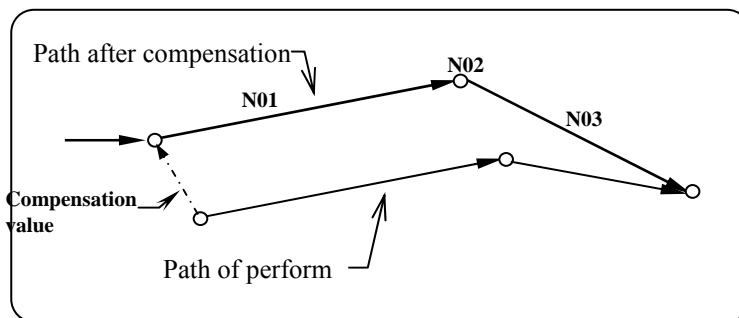 Path after compensation
N02
N01
N03
Compensation
value
Path of perform